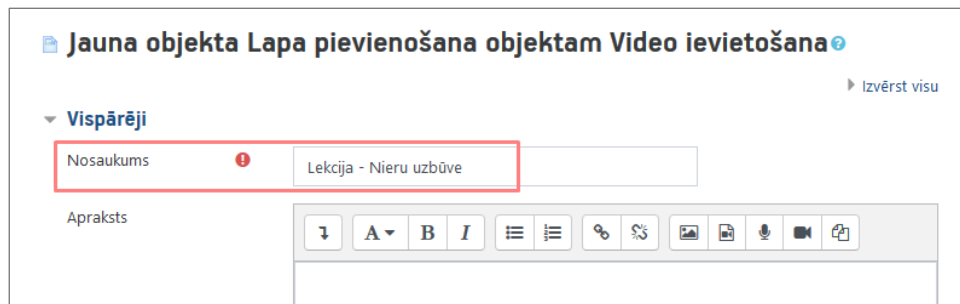 Jauna objekta Lapa pievienošana objektam Video ievietošana
Izvērst visu
Vispārēji
Nosaukums
Lekcija - Nieru uzbūve
Apraksts
A B I